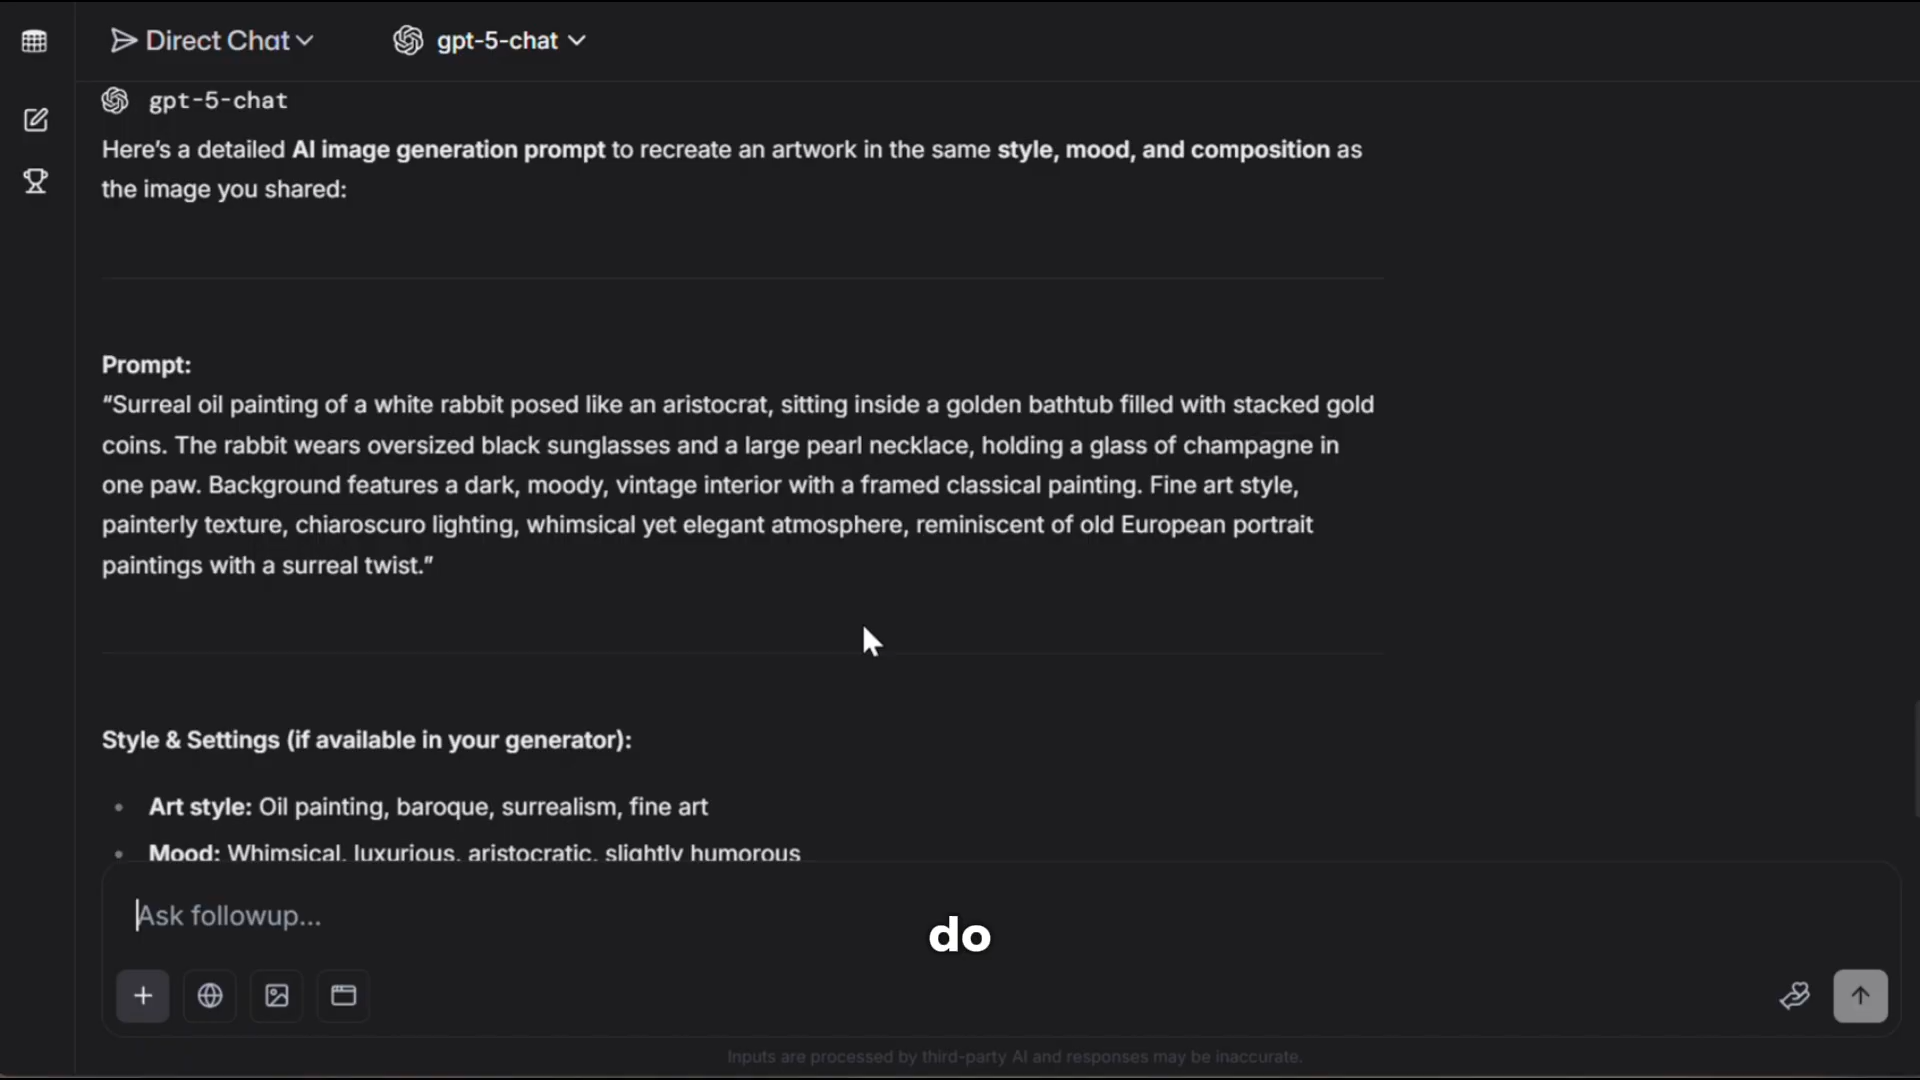 Direct Chat
gpt-5-chat
gpt-5-chat
Here’s a detailed AI image generation prompt to recreate an artwork in the same style, mood, and composition as
the image you shared:
Prompt:
“Surreal oil painting of a white rabbit posed like an aristocrat, sitting inside a golden bathtub filled with stacked gold
coins. The rabbit wears oversized black sunglasses and a large pearl necklace, holding a glass of champagne in
one paw. Background features a dark, moody, vintage interior with a framed classical painting. Fine art style,
painterly texture, chiaroscuro lighting, whimsical yet elegant atmosphere, reminiscent of old European portrait
paintings with a surreal twist.”
Style & Settings (if available in your generator):
• Art style: Oil painting, baroque, surrealism, fine art
• Mood: Whimsical, luxurious, aristocratic, slightly humorous
Ask followup...
do
Inputs are processed by third-party AI and responses may be inaccurate.